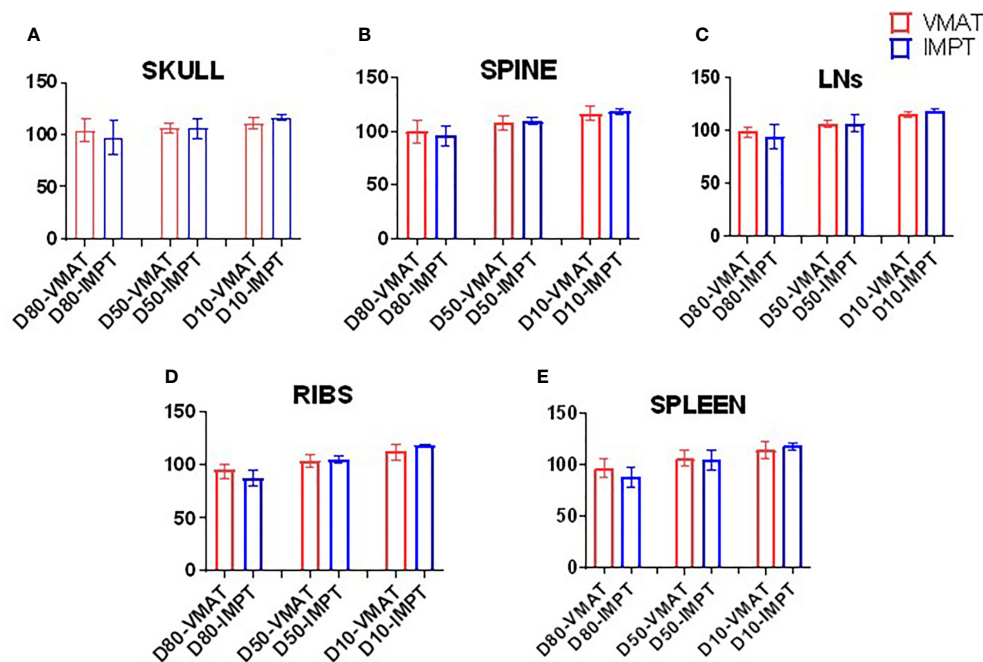 VMAT
IMPT
A
SKULL
150
100
50
0
D80-VMAT
D80-IMPT
D50-VMAT
D50-IMPT
D10-VMAT
D10-IMPT
B
SPINE
150
100
50
0
D80-VMAT
D80-IMPT
D50-VMAT
D50-IMPT
D10-VMAT
D10-IMPT
C
LNs
150
100
50
0
D80-VMAT
D80-IMPT
D50-VMAT
D50-IMPT
D10-VMAT
D10-IMPT
D
RIBS
150
100
50
0
D80-VMAT
D80-IMPT
D50-VMAT
D50-IMPT
D10-VMAT
D10-IMPT
E
SPLEEN
150
100
50
0
D80-VMAT
D80-IMPT
D50-VMAT
D50-IMPT
D10-VMAT
D10-IMPT